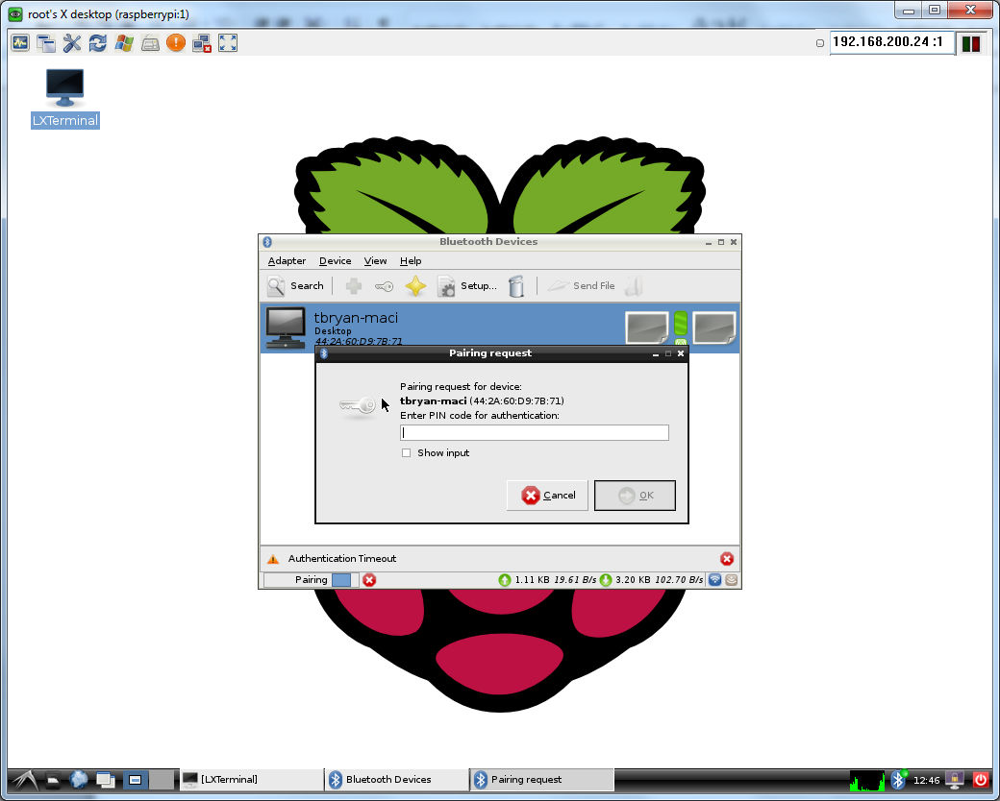 root's X desktop (raspberrypi:1)
192.168.200.24 :1
LXTerminal
Bluetooth Devices
Adapter Device View Help
Search Setup... Send File
tbryan-maci
Desktop
44:2A:60:D9:7B:71
Pairing request
Pairing request for device:
tbryan-maci (44:2A:60:D9:7B:71)
Enter PIN code for authentication:
Show input
Cancel OK
Authentication Timeout
Pairing 1.11 KB 19.61 B/s 3.20 KB 102.70 B/s
[LXTerminal] Bluetooth Devices Pairing request 12:46